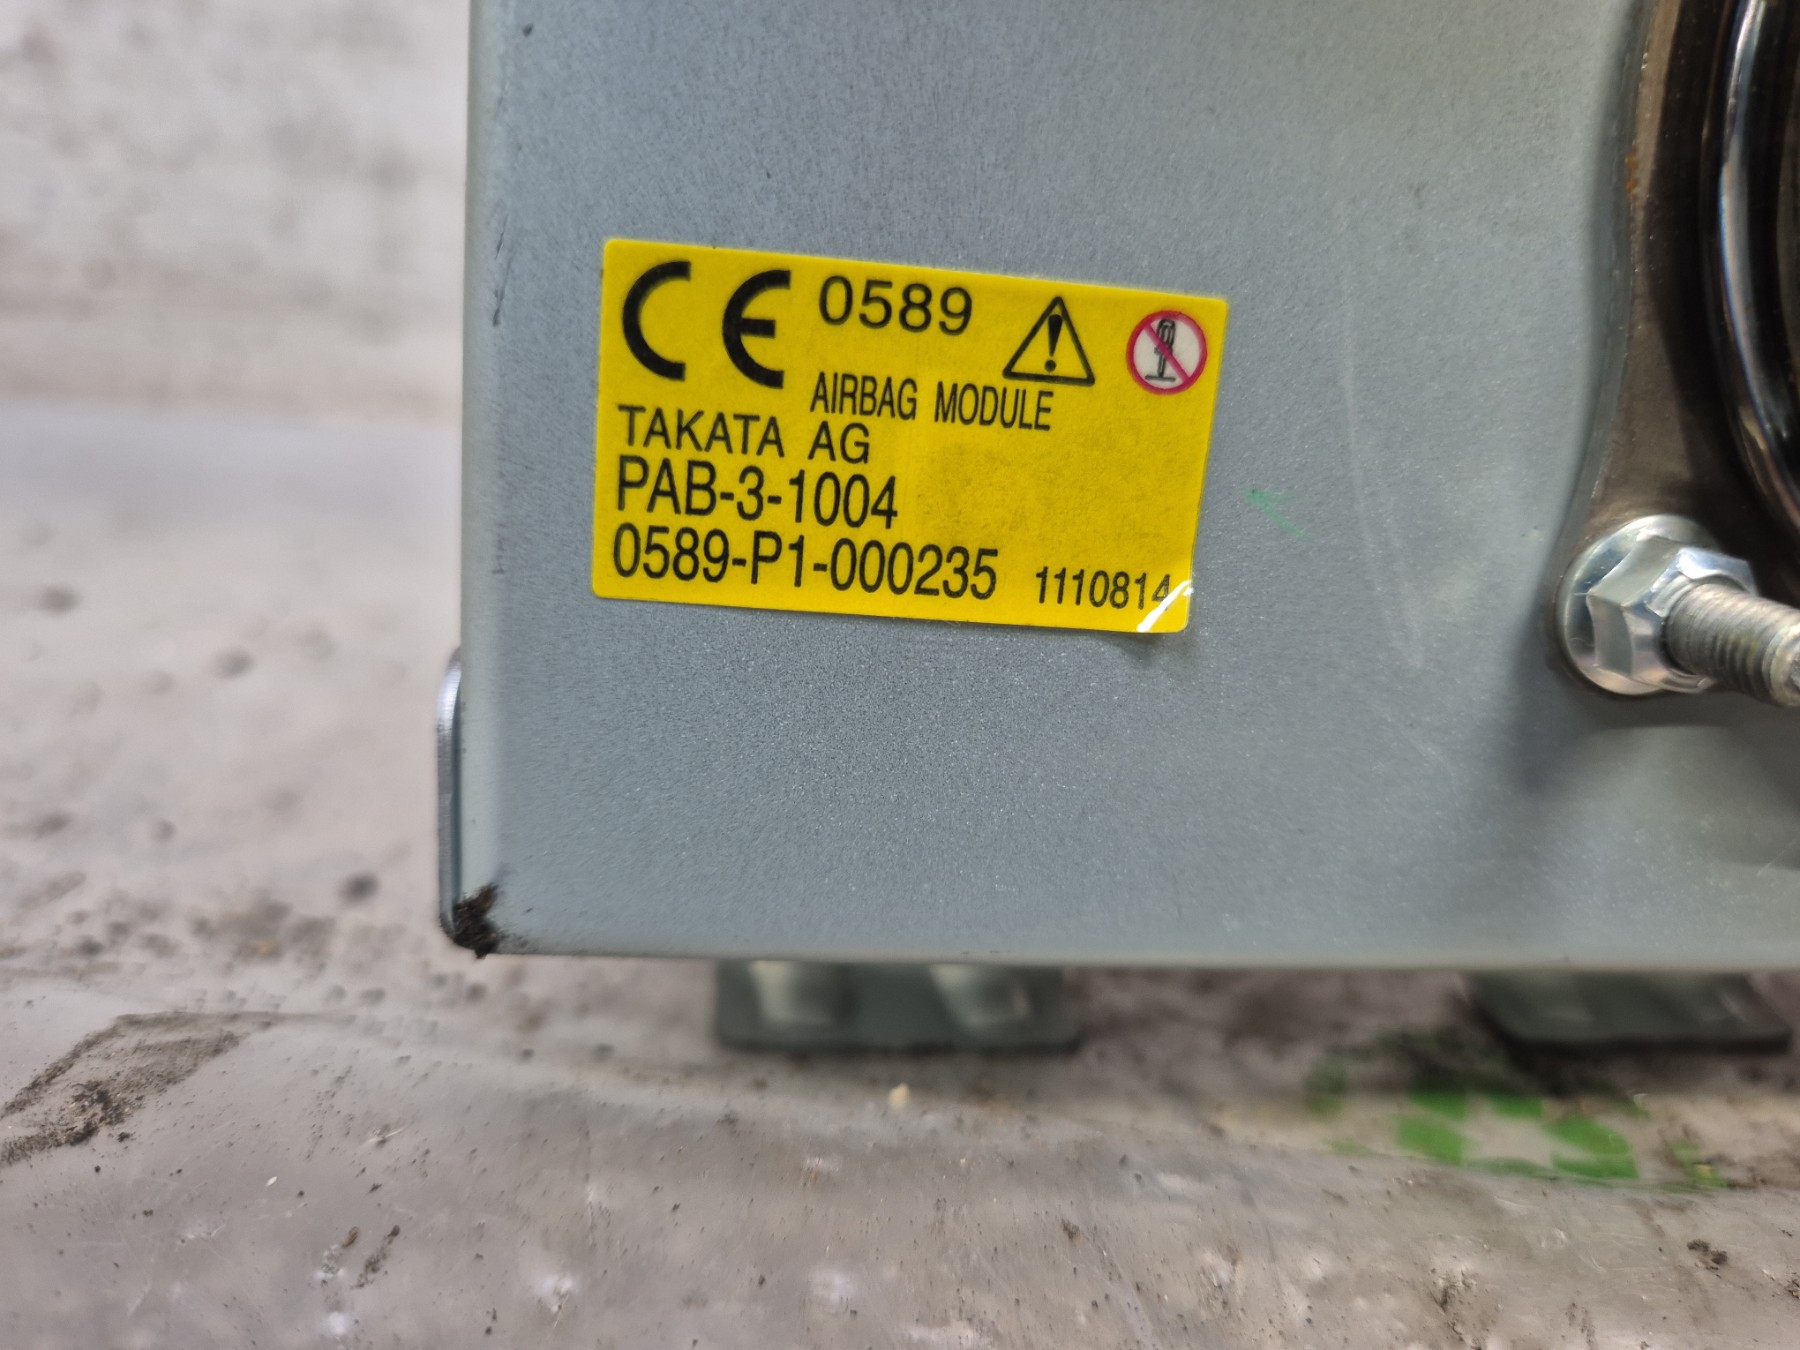 CE 0589
AIRBAG MODULE
TAKATA AG
PAB-3-1004
0589-P1-000235 1110814